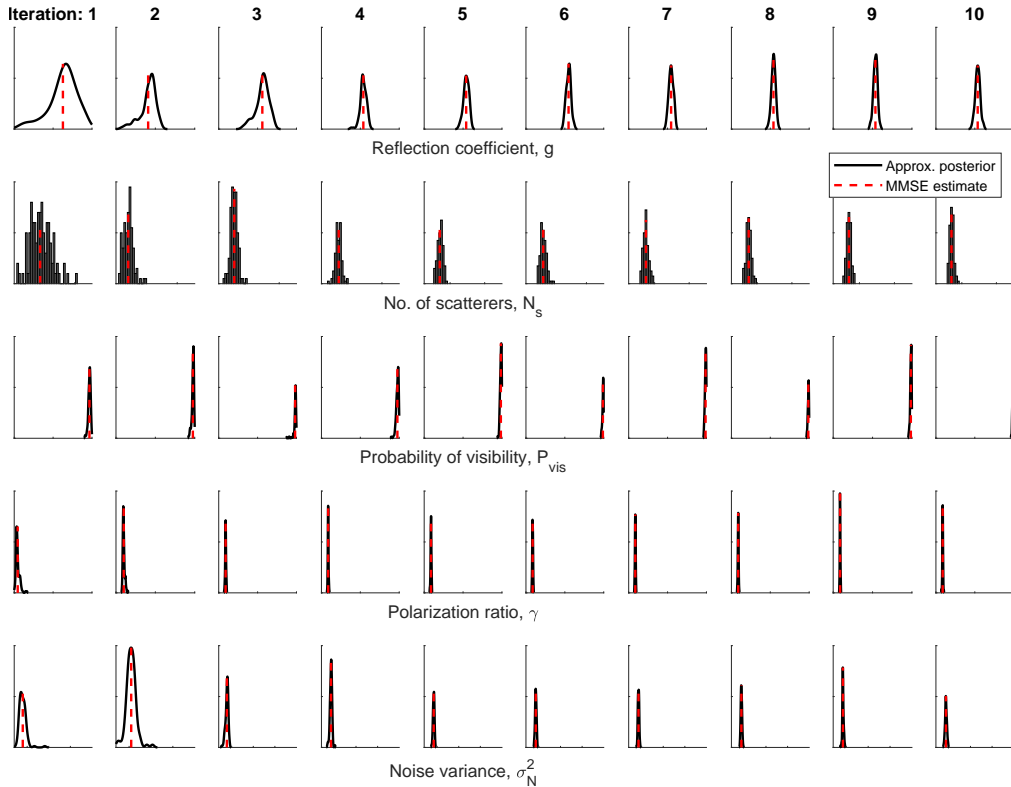 Iteration: 1 2 3 4 5 6 7 8 9 10
Reflection coefficient, g
Approx. posterior
MMSE estimate
No. of scatterers, N_s
Probability of visibility, P_vis
Polarization ratio, γ
Noise variance, σ_N^2